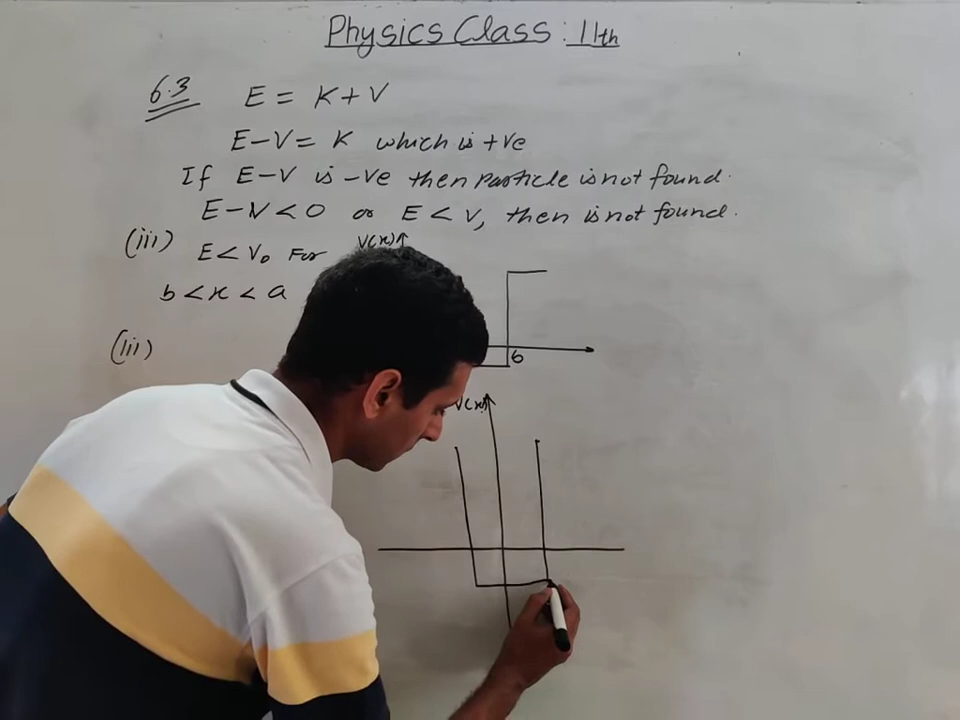 Physics Class: 11th
6.3 E = K+V
E-V = K which is +ve
If E-V is -ve then particle is not found.
E-V<0 or E<V, then is not found.
(iii) E<V₀ For V(x)
b<x<a
6
(iii)
V(x)